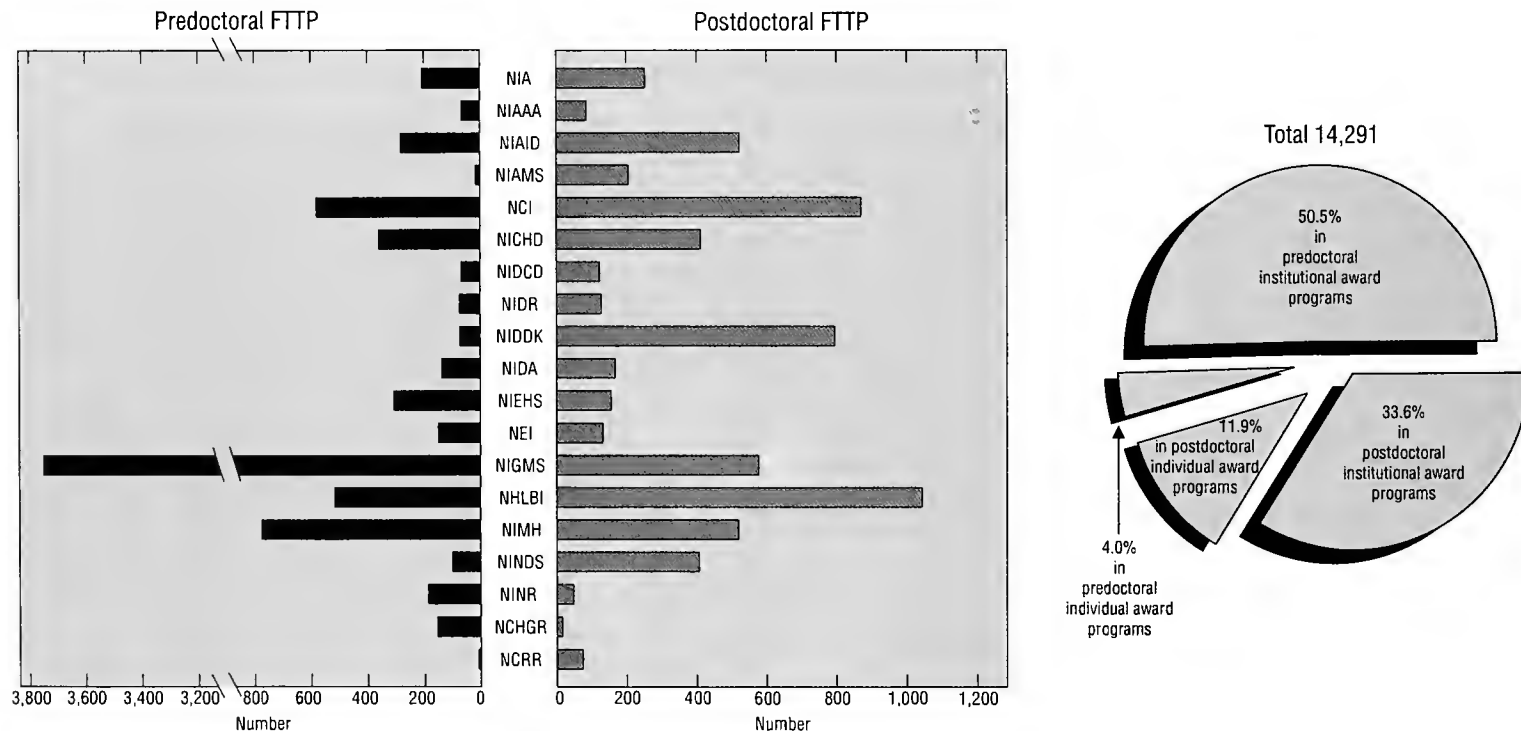 Predoctoral FTTP
Postdoctoral FTTP
NIA
NIAAA
NIAID
NIAMS
NCI
NICHD
NIDCD
NIDR
NIDDK
NIDA
NIEHS
NEI
NIGMS
NHLBI
NIMH
NINDS
NINR
NCHGR
NCRR
3,800 3,600 3,400 3,200 800 600 400 200 0
Number
0 200 400 600 800 1,000 1,200
Number
Total 14,291
50.5%
in
predoctoral
institutional award
programs
33.6%
in
postdoctoral
institutional award
programs
11.9%
in postdoctoral
individual award
programs
4.0%
in
predoctoral
individual award
programs